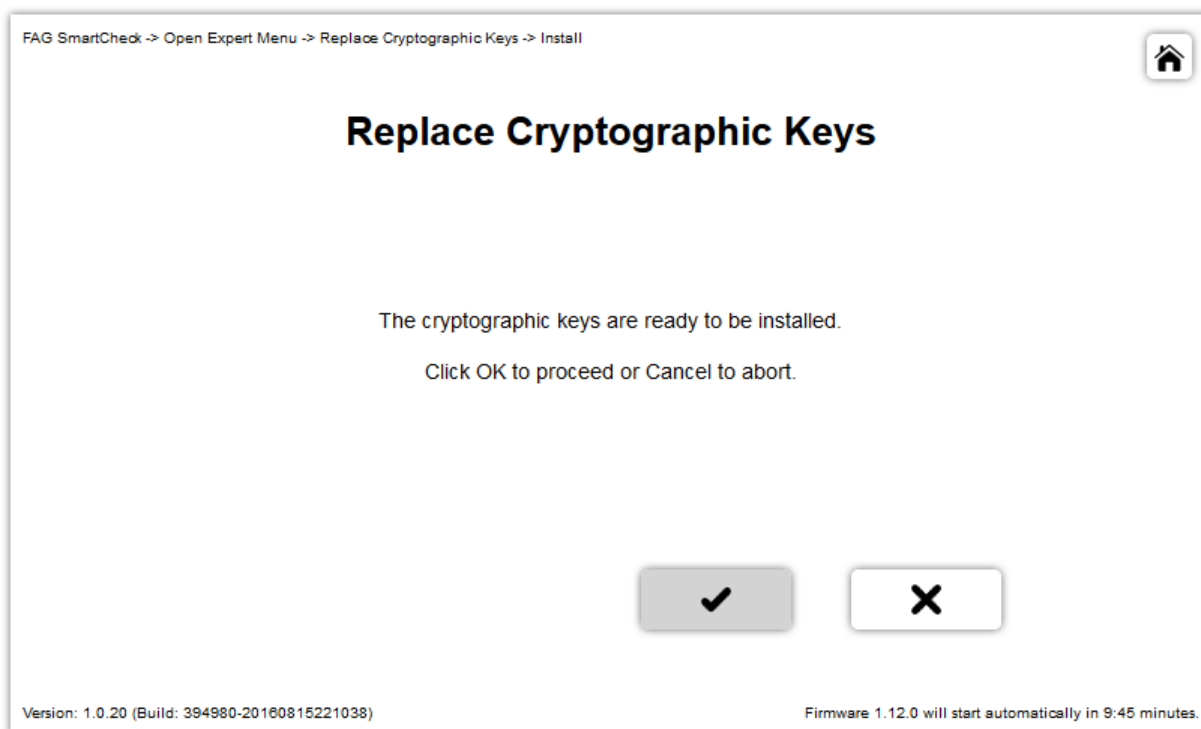 FAG SmartCheck -> Open Expert Menu -> Replace Cryptographic Keys -> Install
Replace Cryptographic Keys
The cryptographic keys are ready to be installed.
Click OK to proceed or Cancel to abort.
Version: 1.0.20 (Build: 394980-20160815221038)
Firmware 1.12.0 will start automatically in 9:45 minutes.